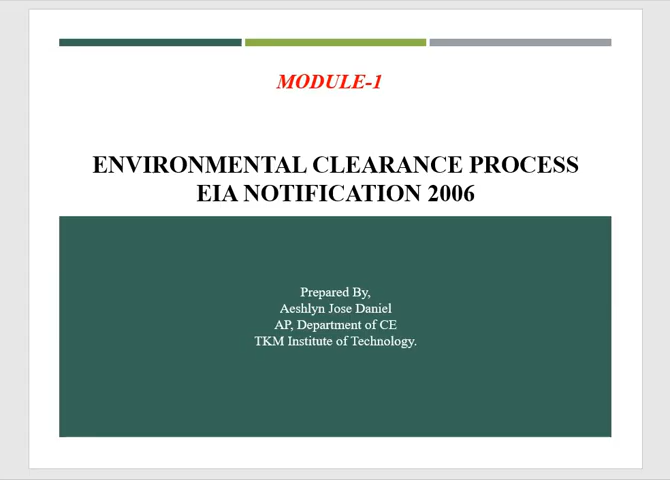 MODULE-1
ENVIRONMENTAL CLEARANCE PROCESS
EIA NOTIFICATION 2006
Prepared By,
Aeshlyn Jose Daniel
AP, Department of CE
TKM Institute of Technology.